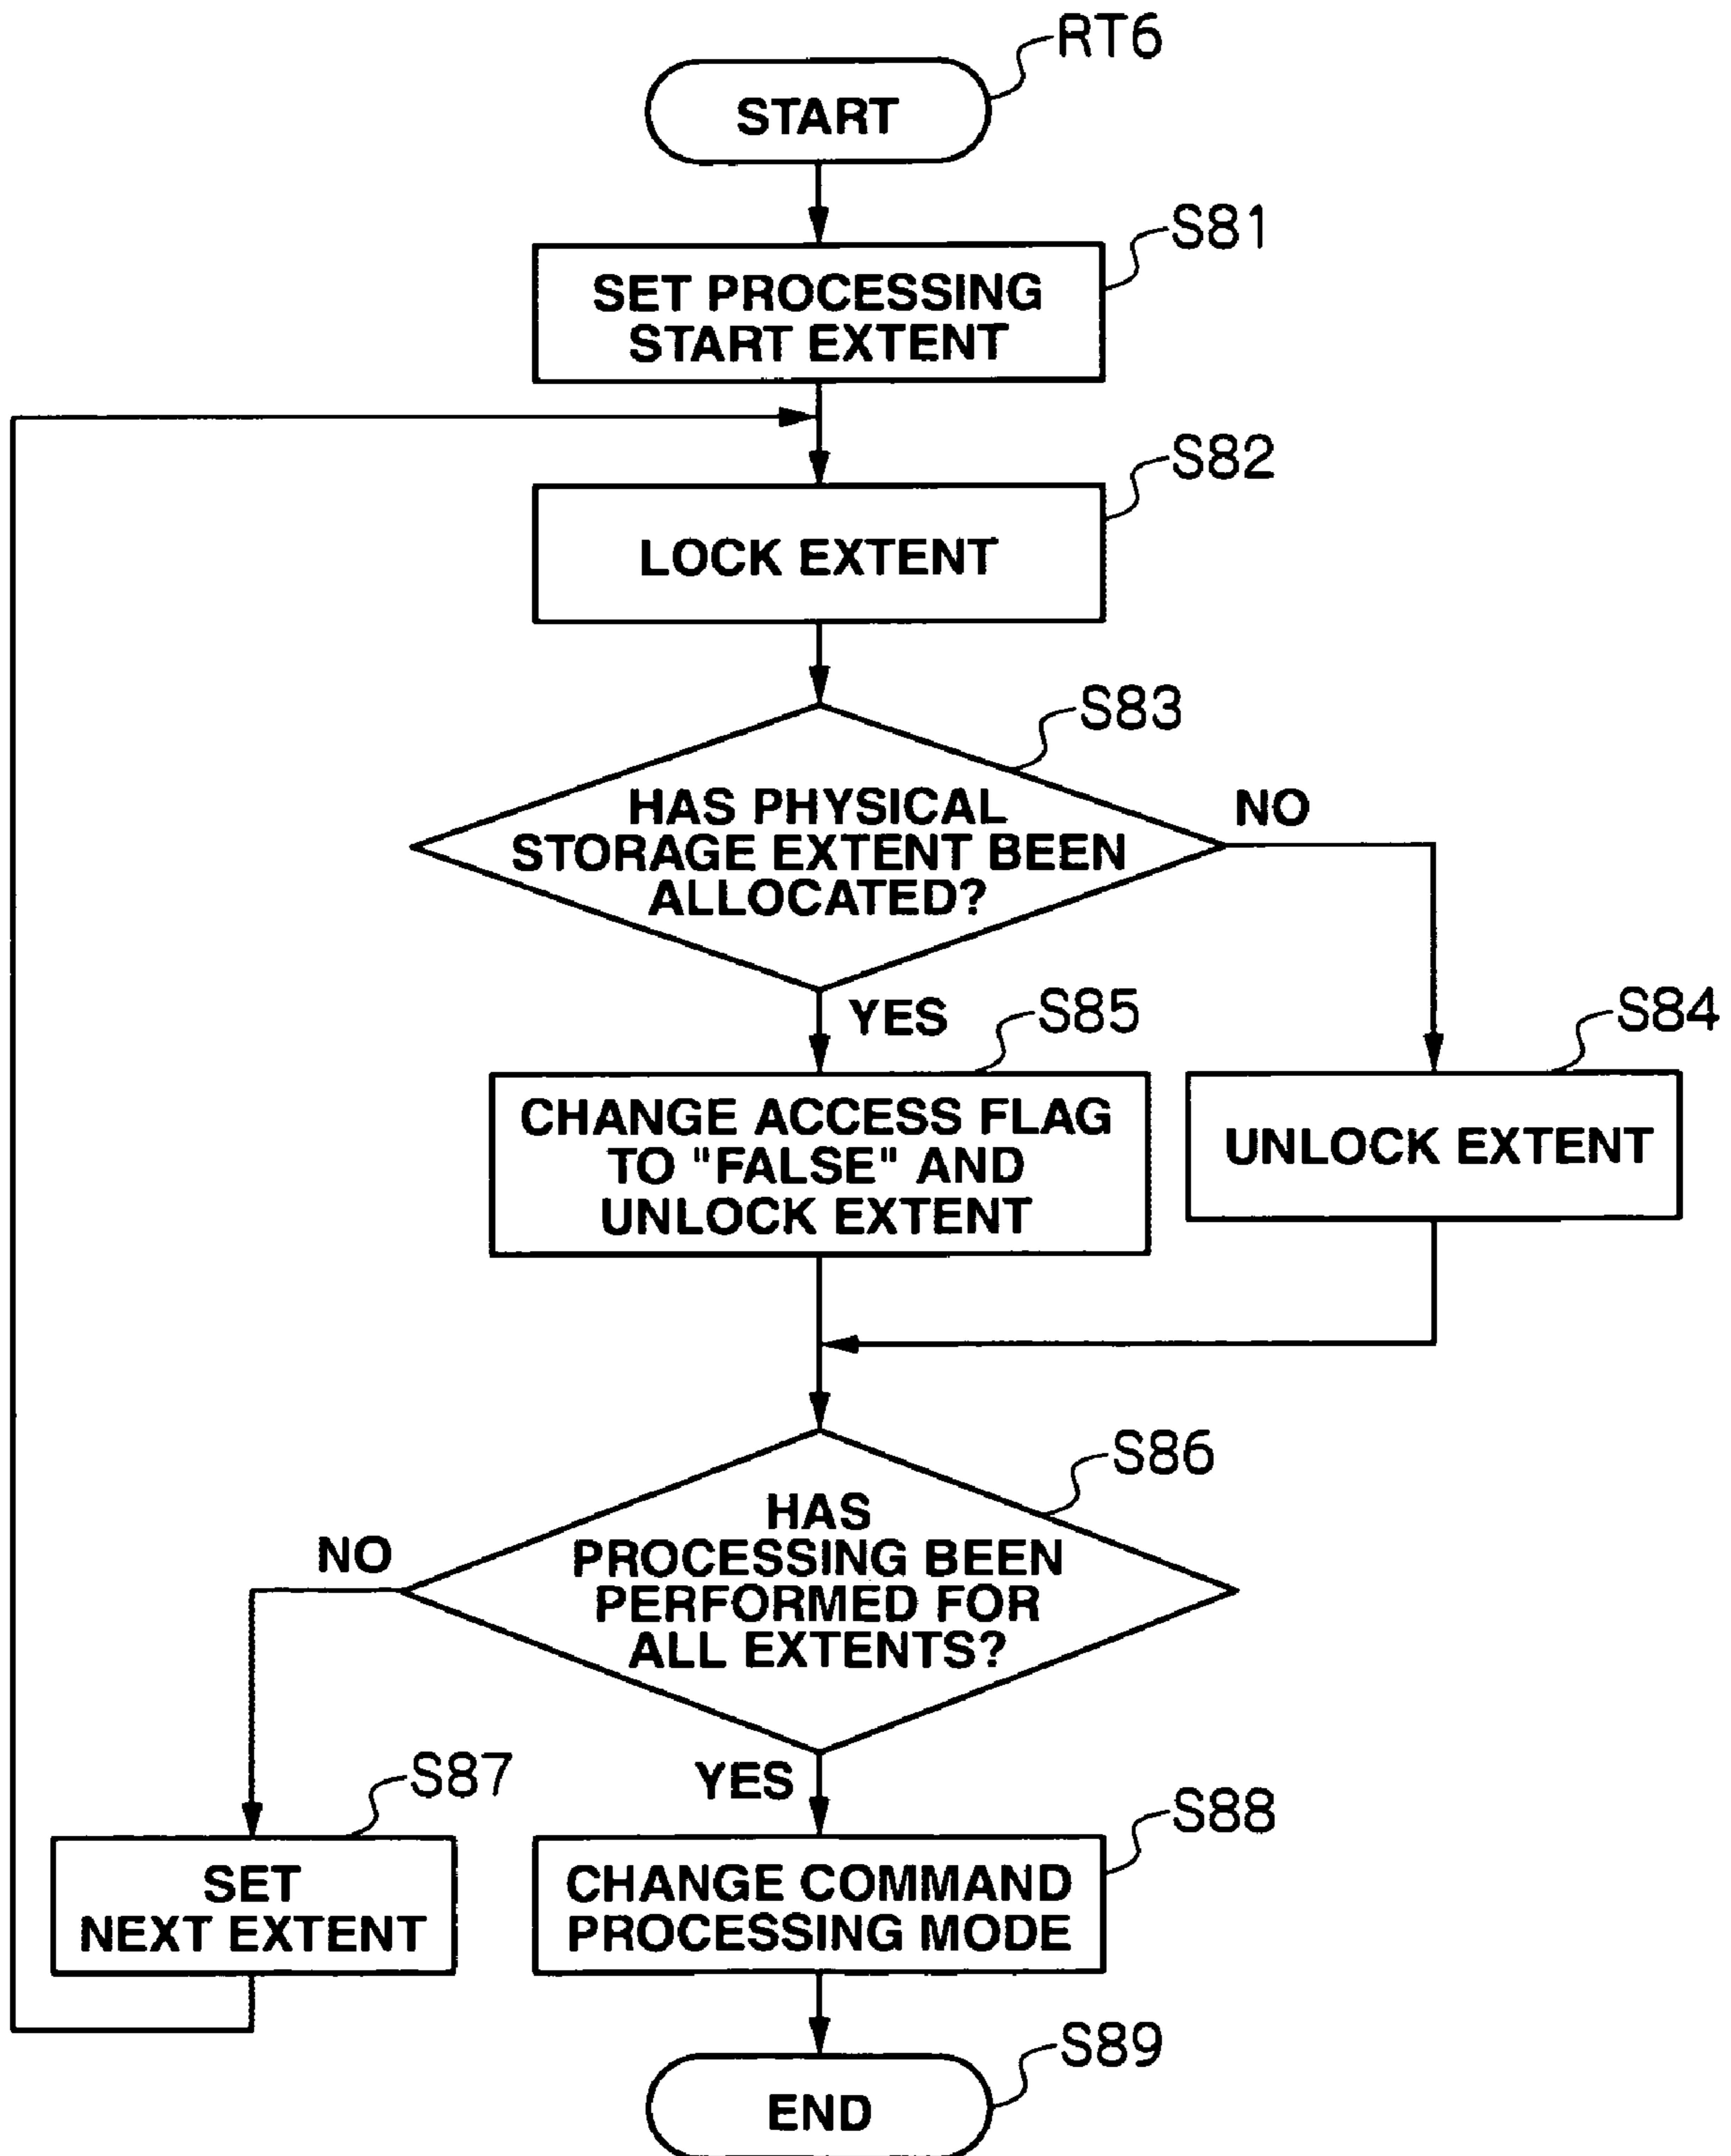 RT6
START
S81
SET PROCESSING
START EXTENT
S82
LOCK EXTENT
S83
HAS PHYSICAL
STORAGE EXTENT BEEN
ALLOCATED?
NO
YES
S85
S84
CHANGE ACCESS FLAG
TO "FALSE" AND
UNLOCK EXTENT
UNLOCK EXTENT
S86
HAS
PROCESSING BEEN
PERFORMED FOR
ALL EXTENTS?
NO
YES
S87
S88
SET
NEXT EXTENT
CHANGE COMMAND
PROCESSING MODE
S89
END